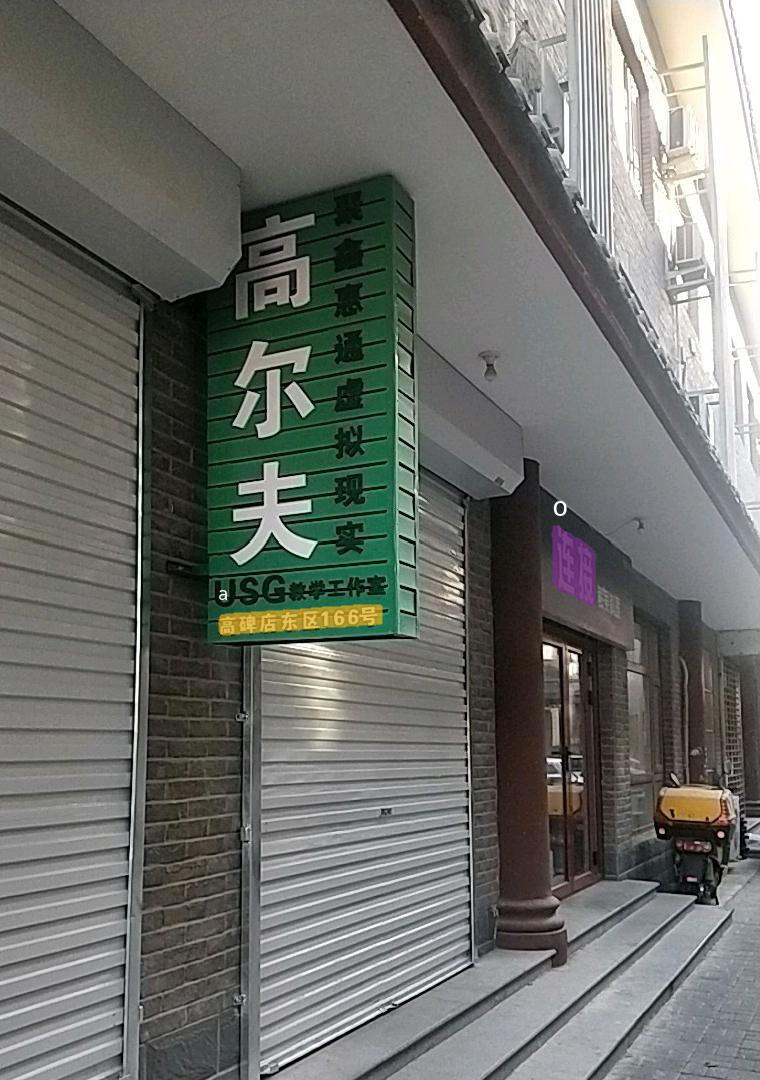 高尔夫
聚鑫惠通虚拟现实
USG教学工作室
高碑店东区166号